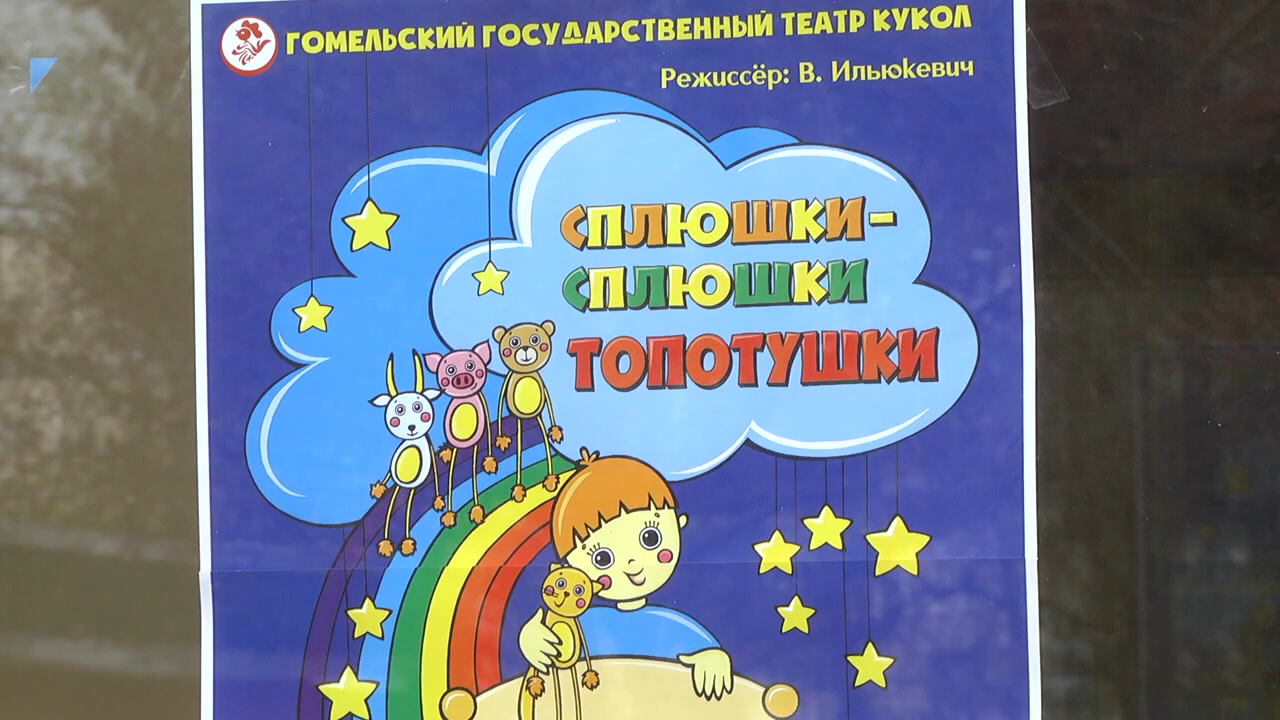 ГОМЕЛЬСКИЙ ГОСУДАРСТВЕННЫЙ ТЕАТР КУКОЛ
Режиссёр: В. Ильюкевич
СПЛЮШКИ-
СПЛЮШКИ
ТОПОТУШКИ